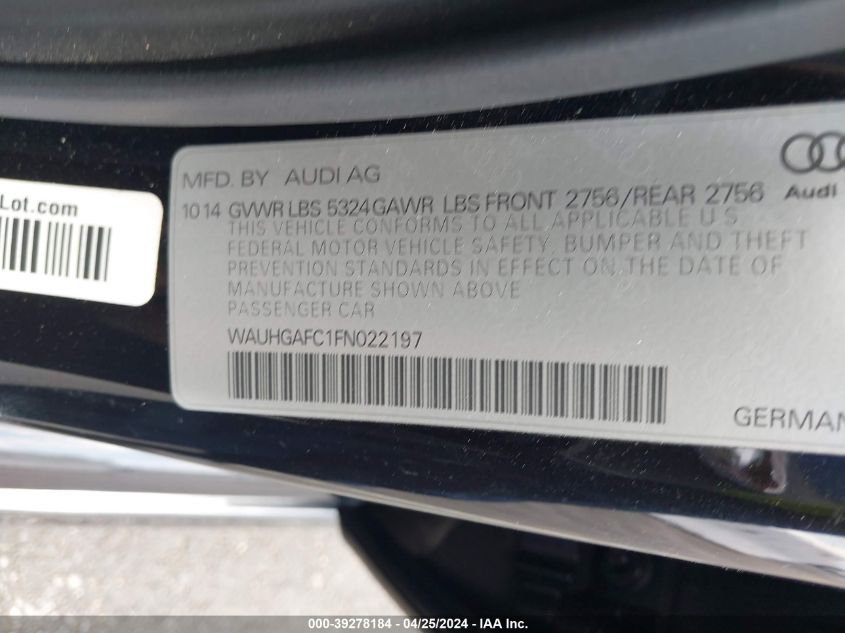 MFD. BY AUDI AG
Audi
Lot.com
10 14 GVWR LBS 5324 GAWR LBS FRONT 2756/REAR 2756
THIS VEHICLE CONFORMS TO ALL APPLICABLE U S
FEDERAL MOTOR VEHICLE SAFETY, BUMPER AND THEFT
PREVENTION STANDARDS IN EFFECT ON THE DATE OF
MANUFACTURE SHOWN ABOVE
PASSENGER CAR
WAUHGAFC1FN022197
GERMAN
000-39278184 - 04/25/2024 - IAA Inc.